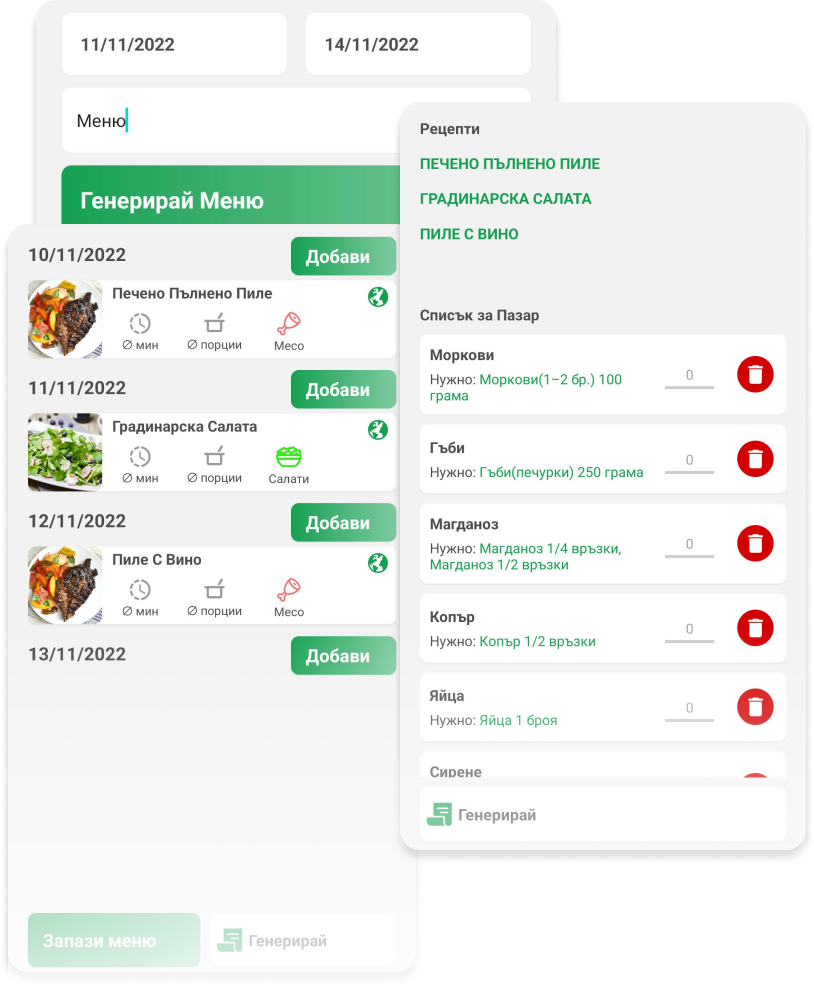 11/11/2022
14/11/2022
Меню
Генерирай Меню
10/11/2022
Добави
Печено Пълнено Пиле
∅ мин
∅ порции
Месо
11/11/2022
Добави
Градинарска Салата
∅ мин
∅ порции
Салати
12/11/2022
Добави
Пиле С Вино
∅ мин
∅ порции
Месо
13/11/2022
Добави
Запази меню
Генерирай
Рецепти
ПЕЧЕНО ПЪЛНЕНО ПИЛЕ
ГРАДИНАРСКА САЛАТА
ПИЛЕ С ВИНО
Списък за Пазар
Моркови
Нужно: Моркови(1–2 бр.) 100
грама
0
Гъби
Нужно: Гъби(печурки) 250 грама
0
Магданоз
Нужно: Магданоз 1/4 връзки,
Магданоз 1/2 връзки
0
Копър
Нужно: Копър 1/2 връзки
0
Яйца
Нужно: Яйца 1 броя
0
Сирене
Генерирай